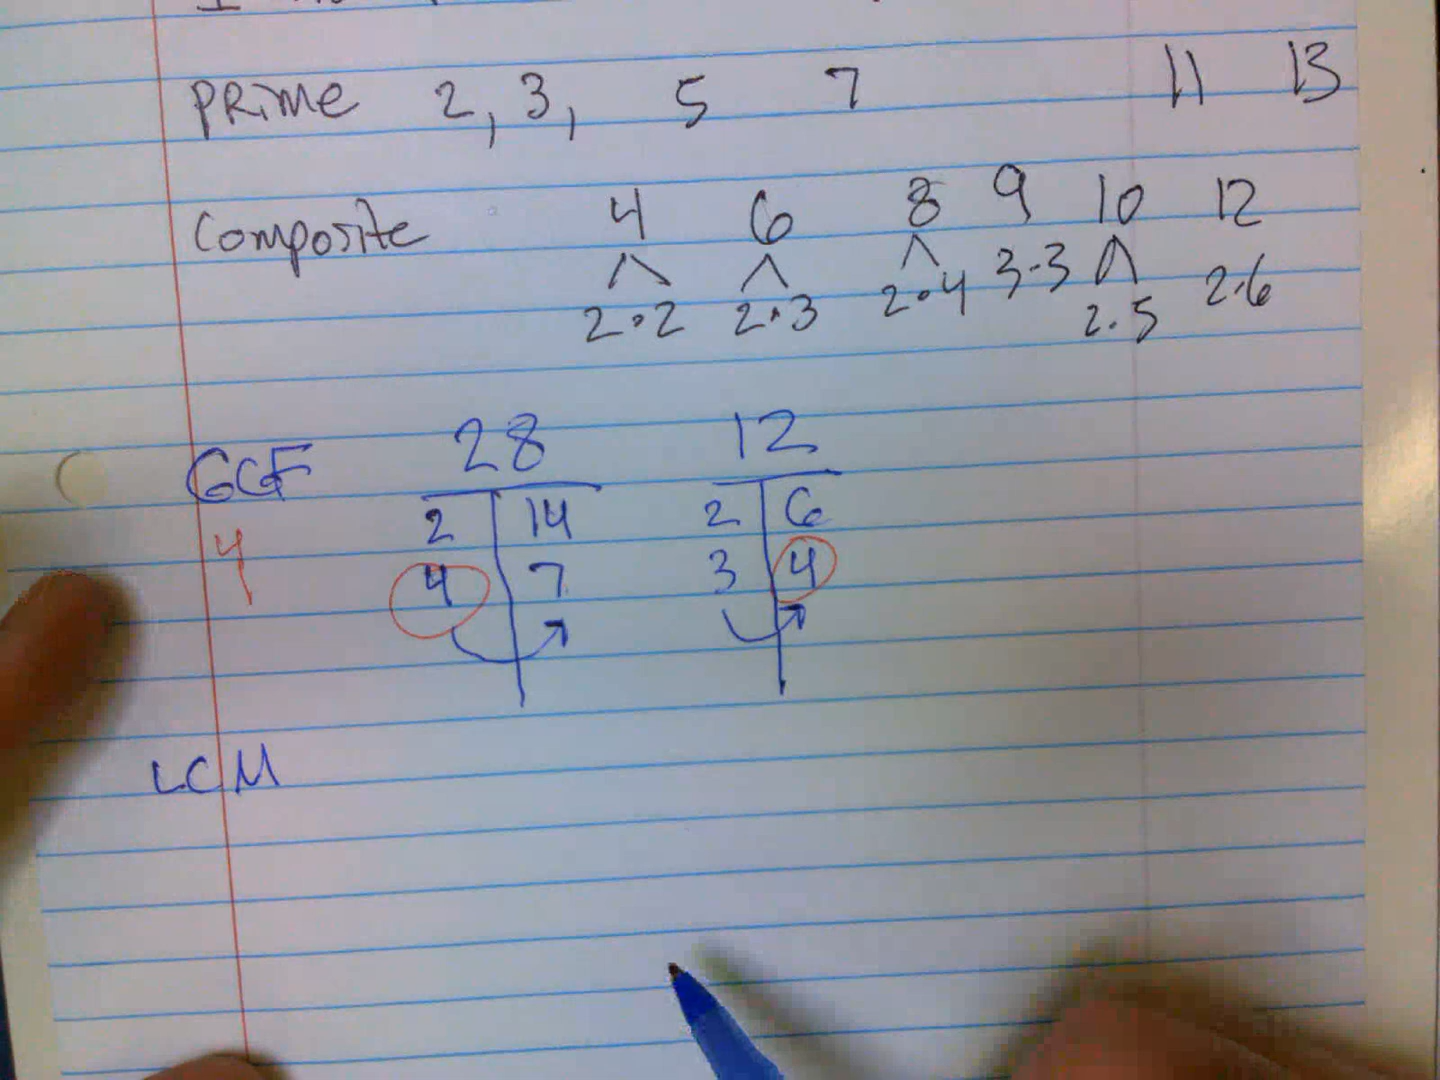 PRime 2, 3, 5 7 11 13
Composite 4 6 8 9 10 12
2•2 2•3 2•4 3-3 2.5 2.6
GCF 28 12
4 2 14 2 6
4 7 3 4
LCM